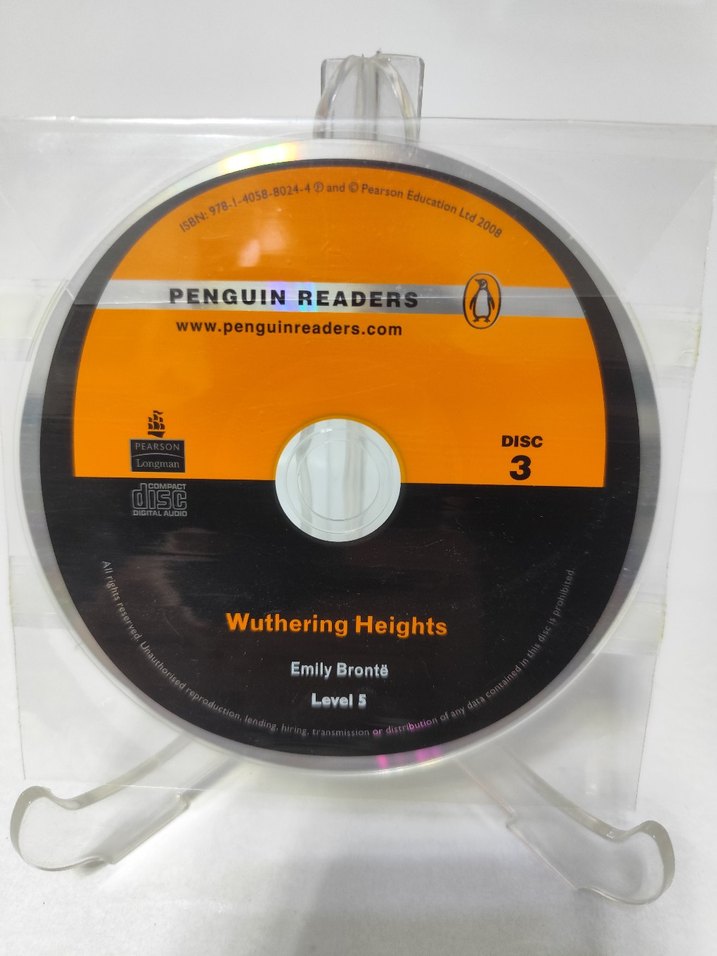 ISBN: 978-1-4058-8024-4 ℗ and © Pearson Education Ltd 2008
PENGUIN READERS
www.penguinreaders.com
PEARSON
Longman
DISC
3
COMPACT
disc
DIGITAL AUDIO
Wuthering Heights
Emily Brontë
Level 5
All rights reserved. Unauthorised reproduction, lending, hiring, transmission or distribution of any data contained in this disc is prohibited.